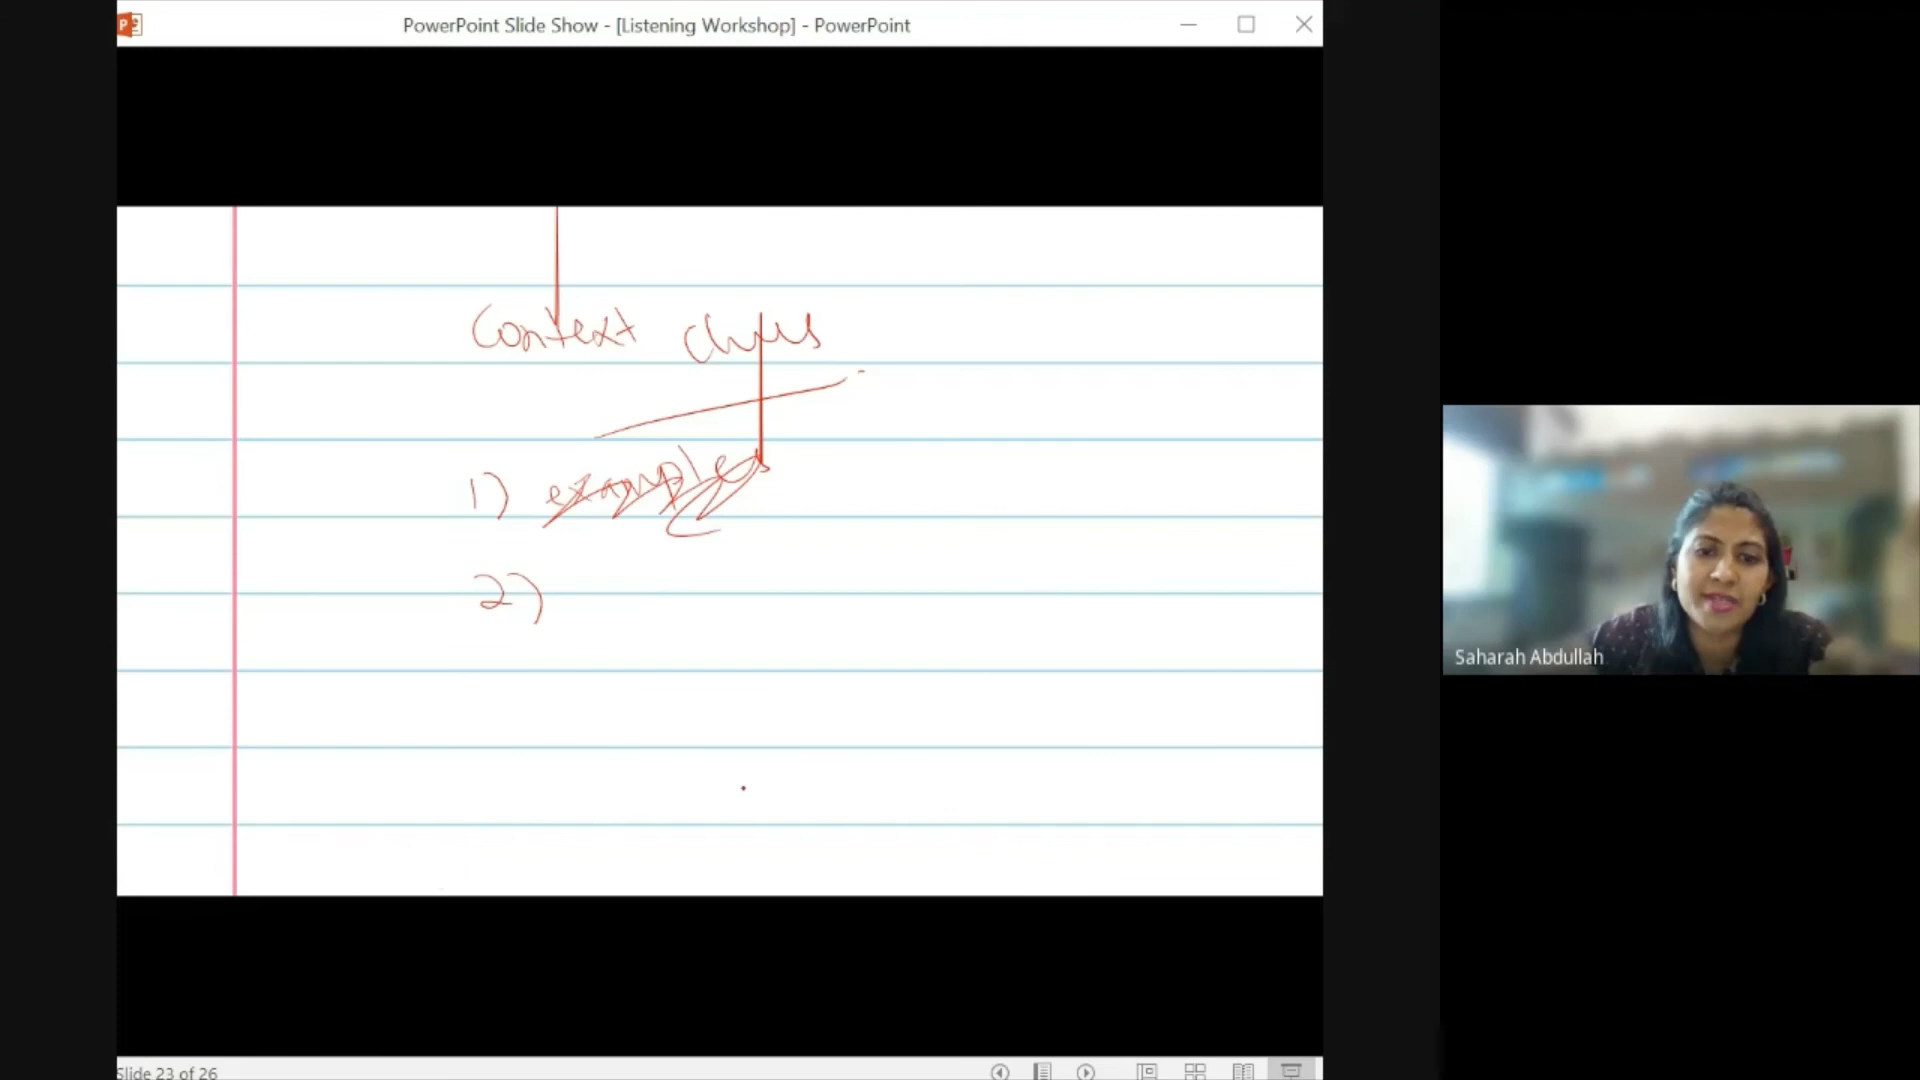 PowerPoint Slide Show - [Listening Workshop] - PowerPoint
Context clues
1) examples
2)
Saharah Abdullah
Slide 23 of 26